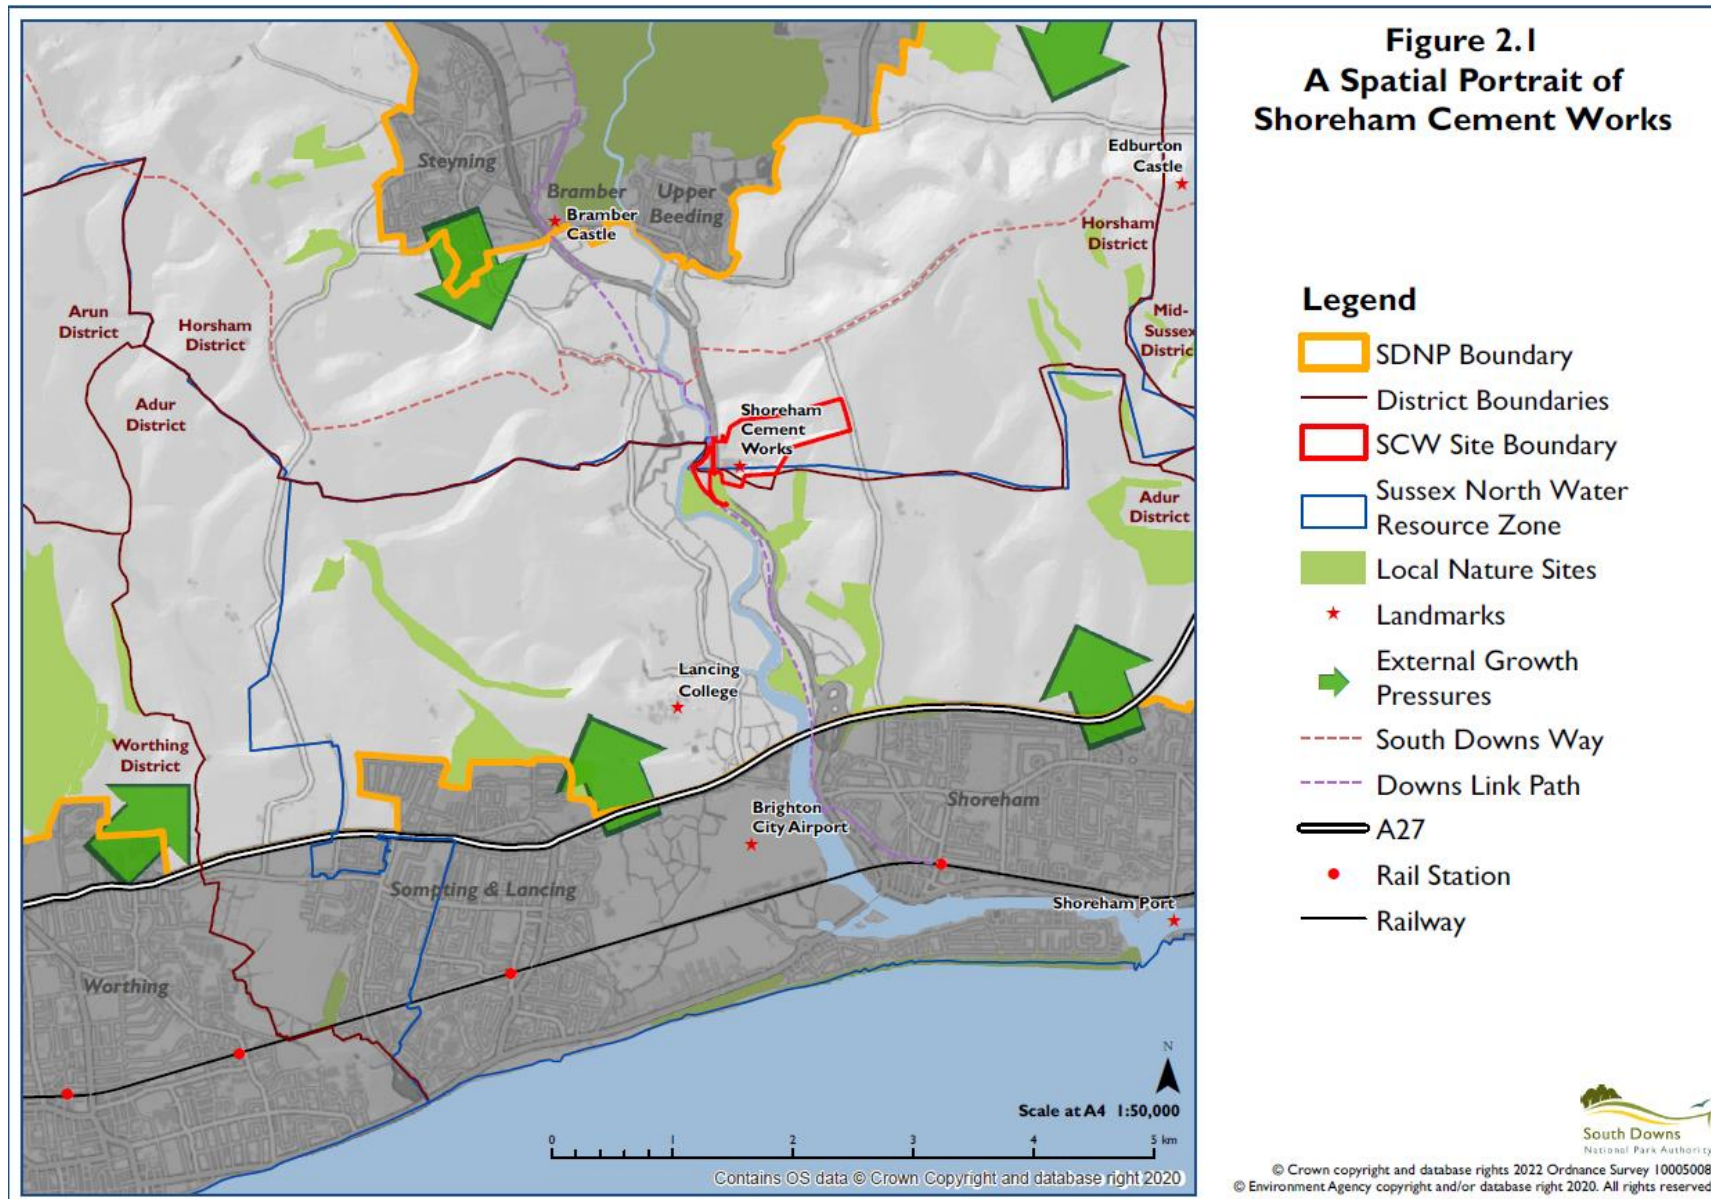 Figure 2.1
A Spatial Portrait of
Shoreham Cement Works
Edburton
Castle
Steyning
Bramber
Upper
Beeding
Bramber
Castle
Horsham
District
Arun
District
Horsham
District
Mid-
Sussex
Distric
Adur
District
Shoreham
Cement
Works
Adur
District
Lancing
College
Worthing
District
Brighton
City Airport
Shoreham
Sompting & Lancing
Shoreham Port
Worthing
N
Scale at A4 1:50,000
0 1 2 3 4 5 km
Contains OS data © Crown Copyright and database right 2020
Legend
SDNP Boundary
District Boundaries
SCW Site Boundary
Sussex North Water
Resource Zone
Local Nature Sites
Landmarks
External Growth
Pressures
South Downs Way
Downs Link Path
A27
Rail Station
Railway
South Downs
National Park Authority
© Crown copyright and database rights 2022 Ordnance Survey 10005008
© Environment Agency copyright and/or database right 2020. All rights reserved